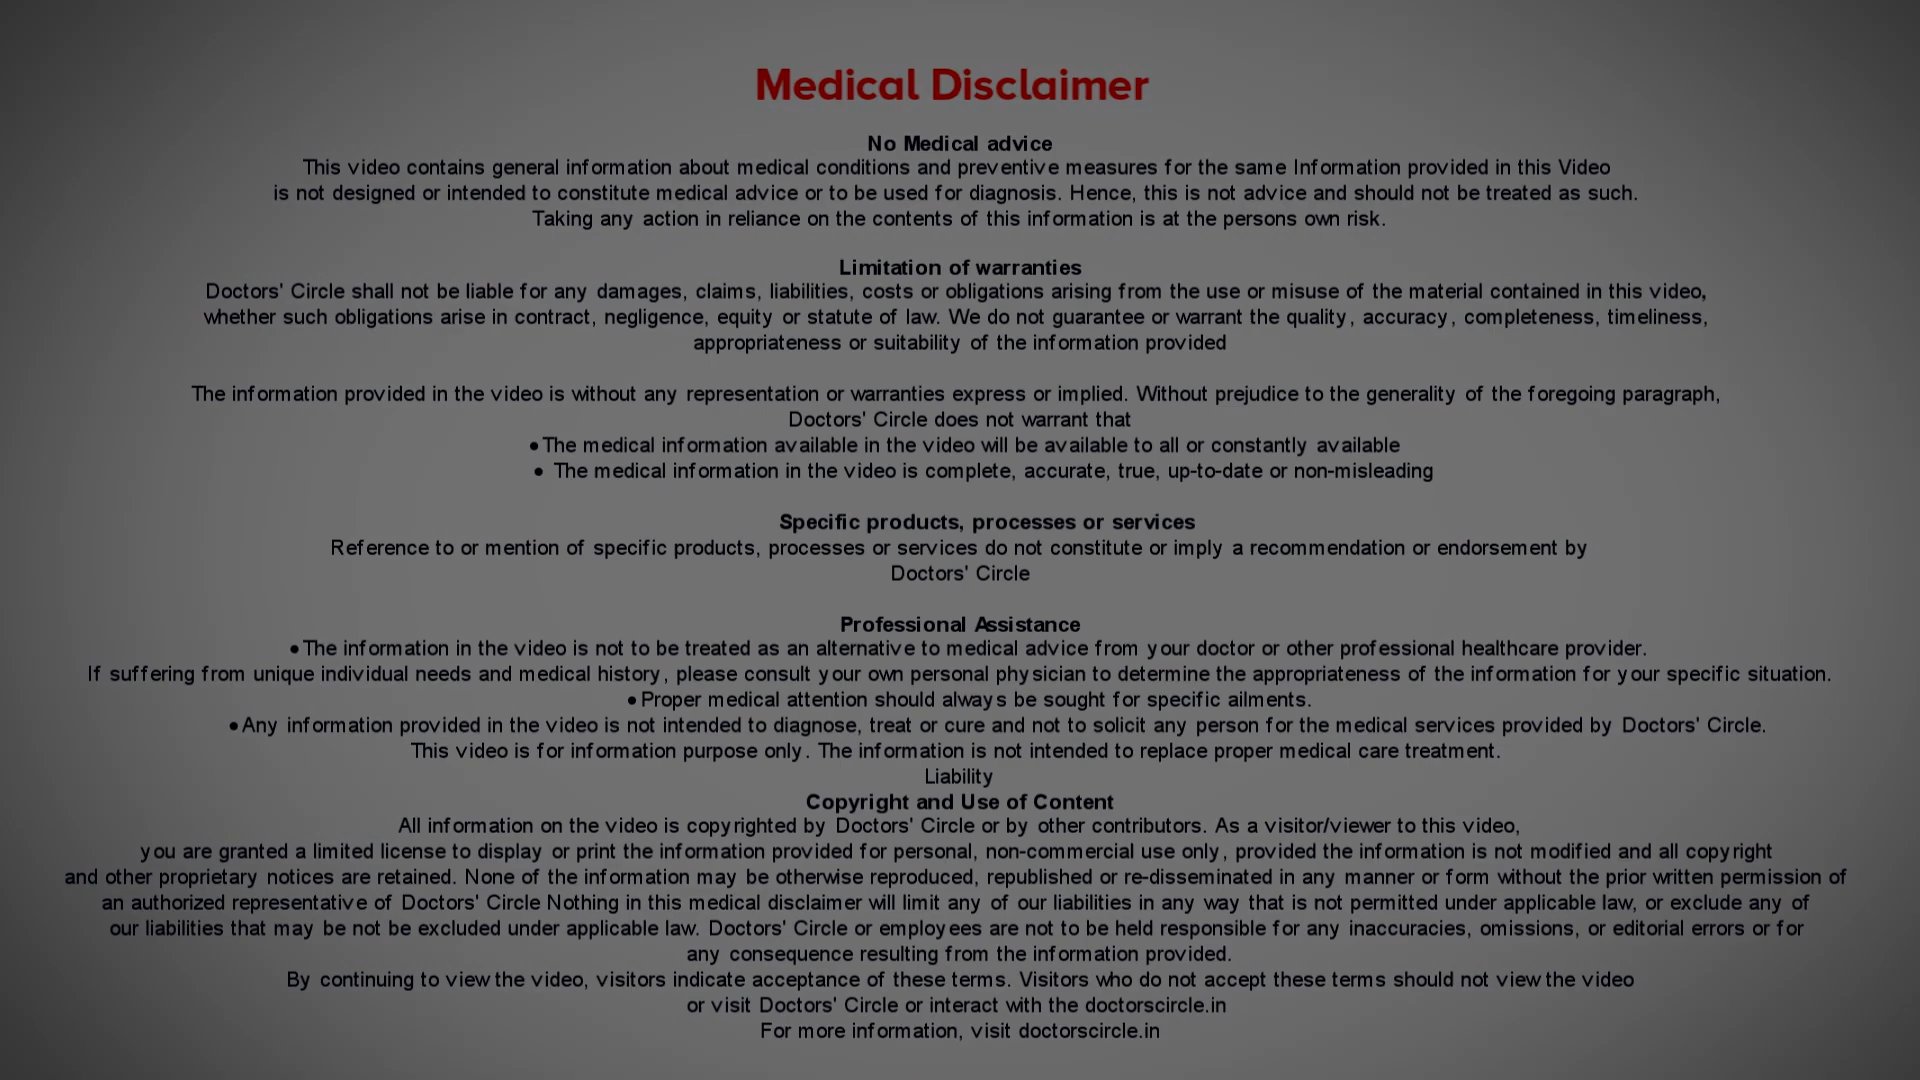 Medical Disclaimer
No Medical advice
This video contains general information about medical conditions and preventive measures for the same Information provided in this Video
is not designed or intended to constitute medical advice or to be used for diagnosis. Hence, this is not advice and should not be treated as such.
Taking any action in reliance on the contents of this information is at the persons own risk.
Limitation of warranties
Doctors' Circle shall not be liable for any damages, claims, liabilities, costs or obligations arising from the use or misuse of the material contained in this video,
whether such obligations arise in contract, negligence, equity or statute of law. We do not guarantee or warrant the quality, accuracy, completeness, timeliness,
appropriateness or suitability of the information provided
The information provided in the video is without any representation or warranties express or implied. Without prejudice to the generality of the foregoing paragraph,
Doctors' Circle does not warrant that
• The medical information available in the video will be available to all or constantly available
• The medical information in the video is complete, accurate, true, up-to-date or non-misleading
Specific products, processes or services
Reference to or mention of specific products, processes or services do not constitute or imply a recommendation or endorsement by
Doctors' Circle
Professional Assistance
• The information in the video is not to be treated as an alternative to medical advice from your doctor or other professional healthcare provider.
If suffering from unique individual needs and medical history, please consult your own personal physician to determine the appropriateness of the information for your specific situation.
• Proper medical attention should always be sought for specific ailments.
• Any information provided in the video is not intended to diagnose, treat or cure and not to solicit any person for the medical services provided by Doctors' Circle.
This video is for information purpose only. The information is not intended to replace proper medical care treatment.
Liability
Copyright and Use of Content
All information on the video is copyrighted by Doctors' Circle or by other contributors. As a visitor/viewer to this video,
you are granted a limited license to display or print the information provided for personal, non-commercial use only, provided the information is not modified and all copyright
and other proprietary notices are retained. None of the information may be otherwise reproduced, republished or re-disseminated in any manner or form without the prior written permission of
an authorized representative of Doctors' Circle Nothing in this medical disclaimer will limit any of our liabilities in any way that is not permitted under applicable law, or exclude any of
our liabilities that may be not be excluded under applicable law. Doctors' Circle or employees are not to be held responsible for any inaccuracies, omissions, or editorial errors or for
any consequence resulting from the information provided.
By continuing to view the video, visitors indicate acceptance of these terms. Visitors who do not accept these terms should not view the video
or visit Doctors' Circle or interact with the doctorscircle.in
For more information, visit doctorscircle.in